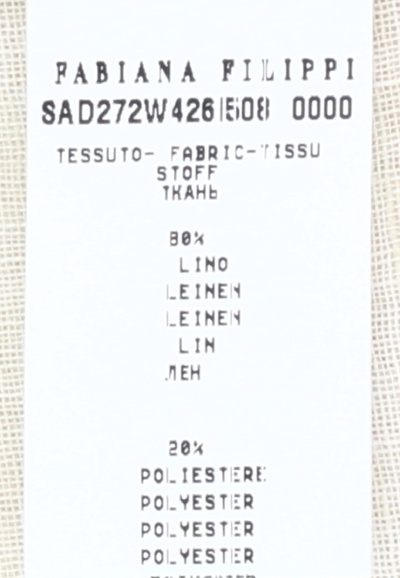 FABIANA FILIPPI
SAD272W426I508 0000
TESSUTO- FABRIC-TISSU
STOFF
ТКАНЬ
80%
LINO
LEINEN
LEINEN
LIN
ЛЕН
20%
POLIESTERE
POLYESTER
POLYESTER
POLYESTER